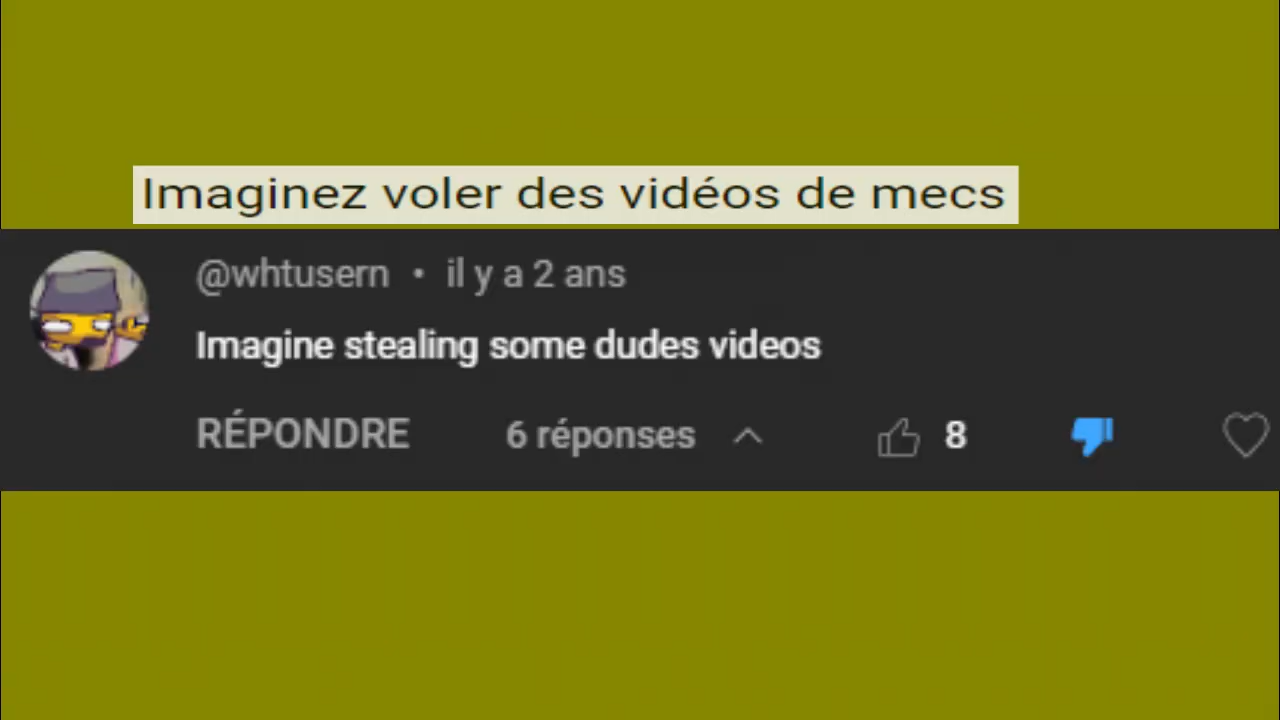 Imaginez voler des vidéos de mecs
@whtusern • il y a 2 ans
Imagine stealing some dudes videos
RÉPONDRE 6 réponses 8